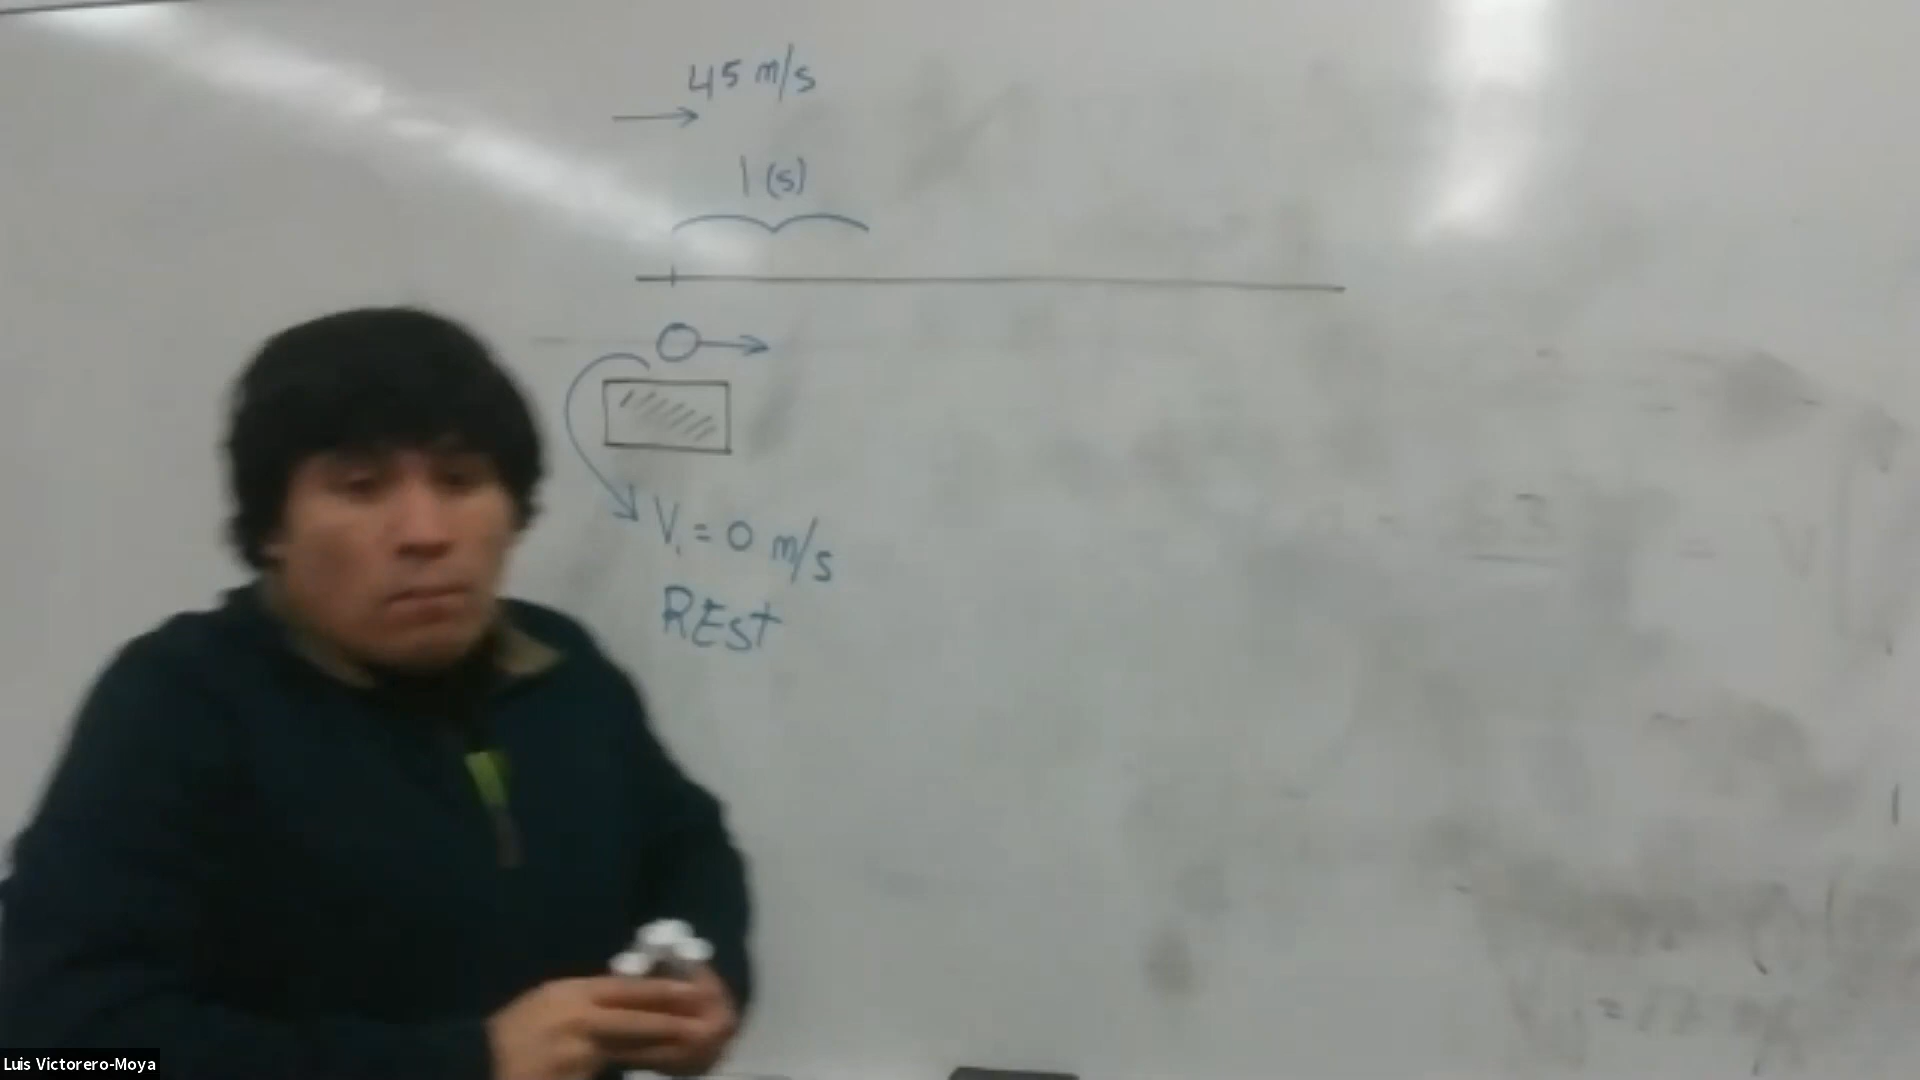 45 m/s
1 (s)
V₁ = 0 m/s
REst
Luis Victorero-Moya